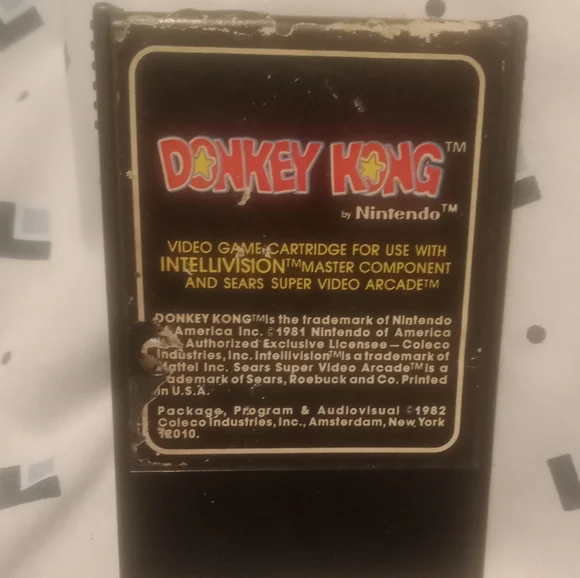 DONKEY KONG™
by Nintendo™
VIDEO GAME CARTRIDGE FOR USE WITH
INTELLIVISION™ MASTER COMPONENT
AND SEARS SUPER VIDEO ARCADE™
DONKEY KONG™ is the trademark of Nintendo
America Inc. © 1981 Nintendo of America
Authorized Exclusive Licensee — Coleco
Industries, Inc. Intellivision™ is a trademark of
Mattel Inc. Sears Super Video Arcade™ is a
ademark of Sears, Roebuck and Co. Printed
in U.S.A.
Package, Program & Audiovisual © 1982
Coleco Industries, Inc., Amsterdam, New York
12010.